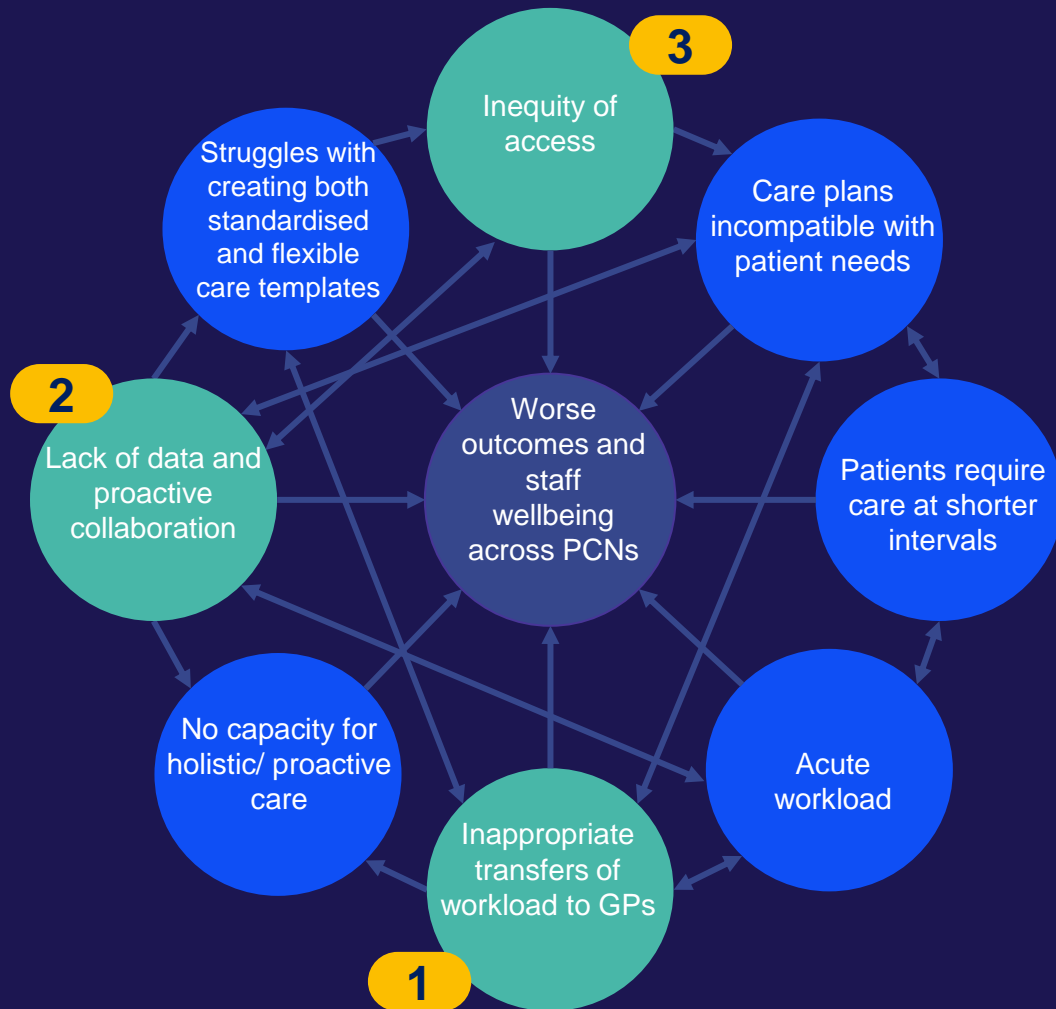 3
Inequity of
access
Struggles with
creating both
standardised
and flexible
care templates
Care plans
incompatible with
patient needs
2
Lack of data and
proactive
collaboration
Worse
outcomes and
staff
wellbeing
across PCNs
Patients require
care at shorter
intervals
No capacity for
holistic/ proactive
care
Acute
workload
Inappropriate
transfers of
workload to GPs
1